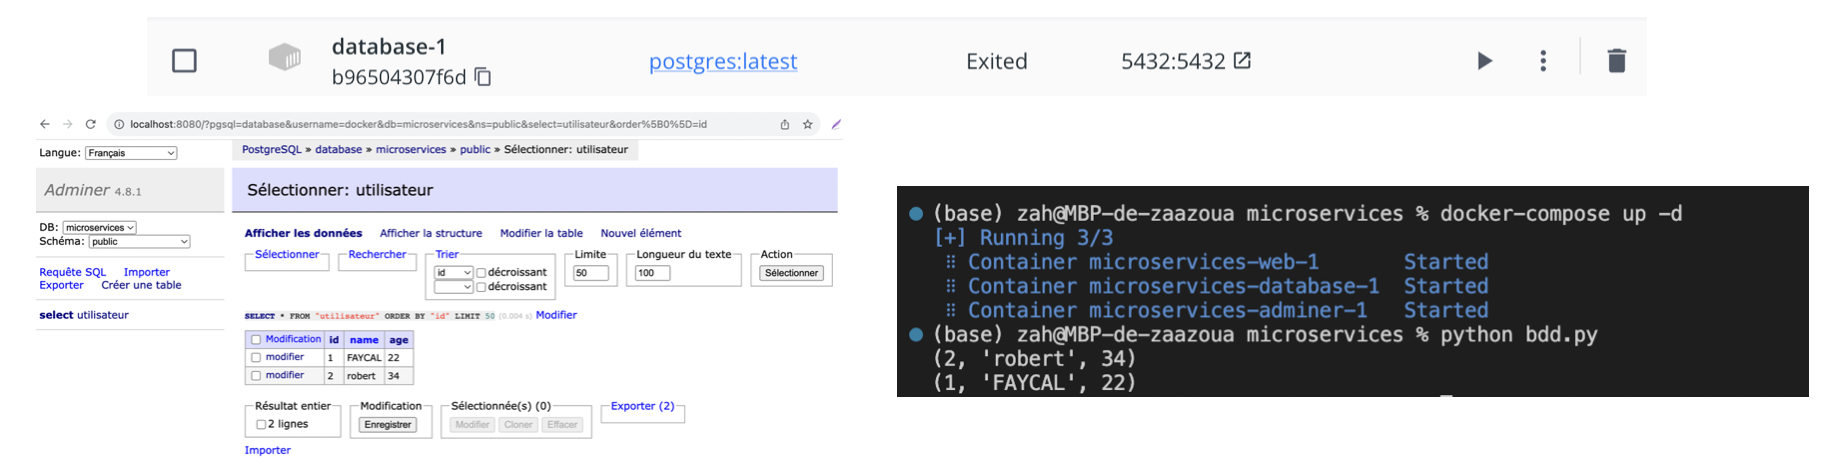 database-1
b96504307f6d
postgres:latest
Exited
5432:5432
localhost:8080/?pgsql=database&username=docker&db=microservices&ns=public&select=utilisateur&order%5B0%5D=id
Langue: Français
PostgreSQL » database » microservices » public » Sélectionner: utilisateur
Adminer 4.8.1
Sélectionner: utilisateur
DB: microservices
Schéma: public
Requête SQL Importer
Exporter Créer une table
select utilisateur
Afficher les données Afficher la structure Modifier la table Nouvel élément
Sélectionner Rechercher Trier Limite Longueur du texte Action
id décroissant 50 100 Sélectionner
décroissant
SELECT * FROM "utilisateur" ORDER BY "id" LIMIT 50 (0.004 s) Modifier
Modification id name age
modifier 1 FAYCAL 22
modifier 2 robert 34
Résultat entier Modification Sélectionnée(s) (0) Exporter (2)
2 lignes Enregistrer Modifier Cloner Effacer
Importer
(base) zah@MBP-de-zaazoua microservices % docker-compose up -d
[+] Running 3/3
⠿ Container microservices-web-1 Started
⠿ Container microservices-database-1 Started
⠿ Container microservices-adminer-1 Started
(base) zah@MBP-de-zaazoua microservices % python bdd.py
(2, 'robert', 34)
(1, 'FAYCAL', 22)